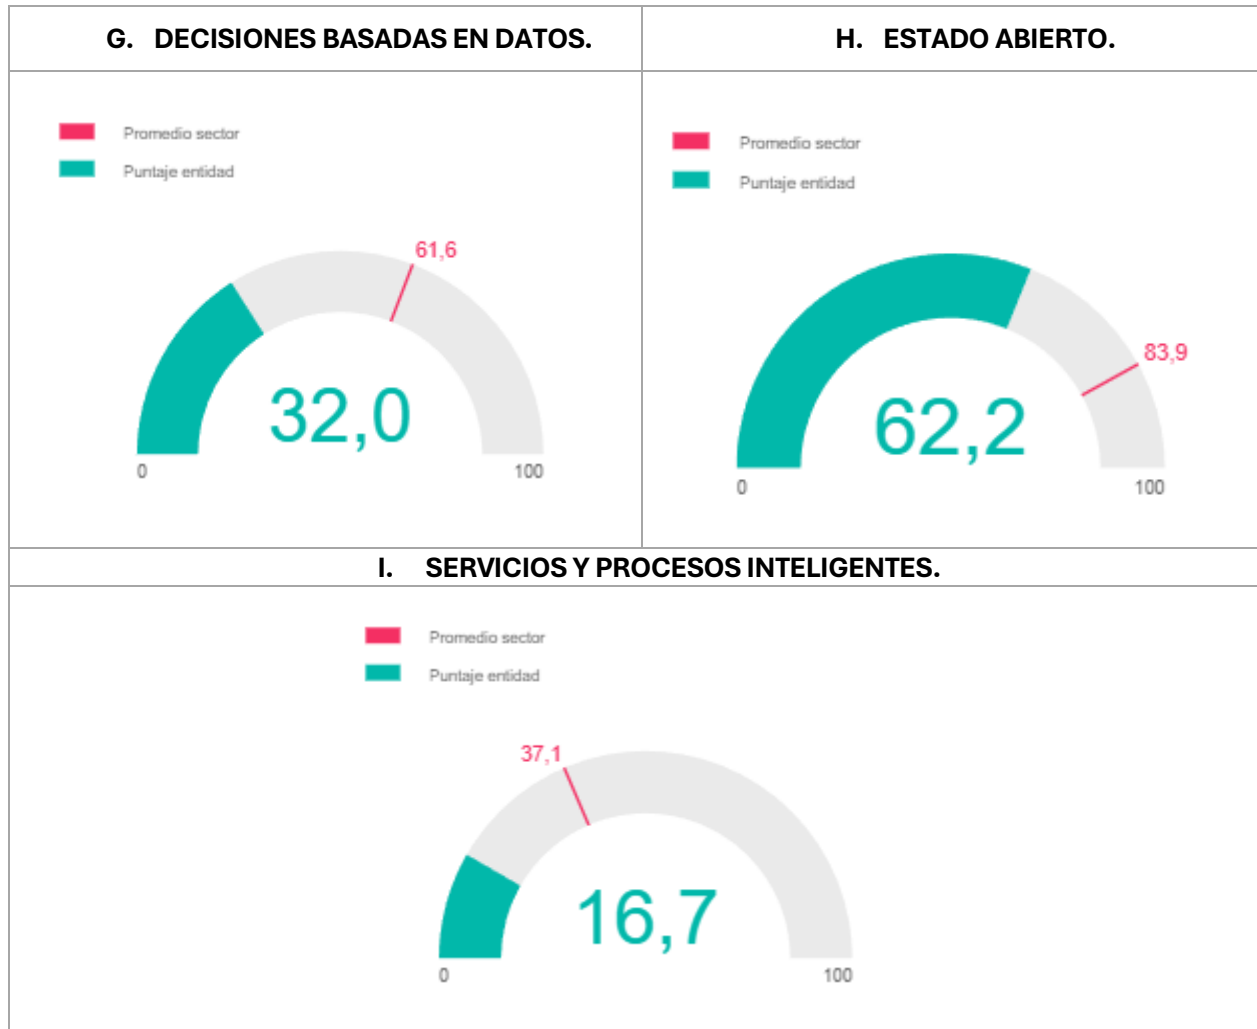 G. DECISIONES BASADAS EN DATOS.
Promedio sector
Puntaje entidad
61,6
32,0
0
100
H. ESTADO ABIERTO.
Promedio sector
Puntaje entidad
83,9
62,2
0
100
I. SERVICIOS Y PROCESOS INTELIGENTES.
Promedio sector
Puntaje entidad
37,1
16,7
0
100